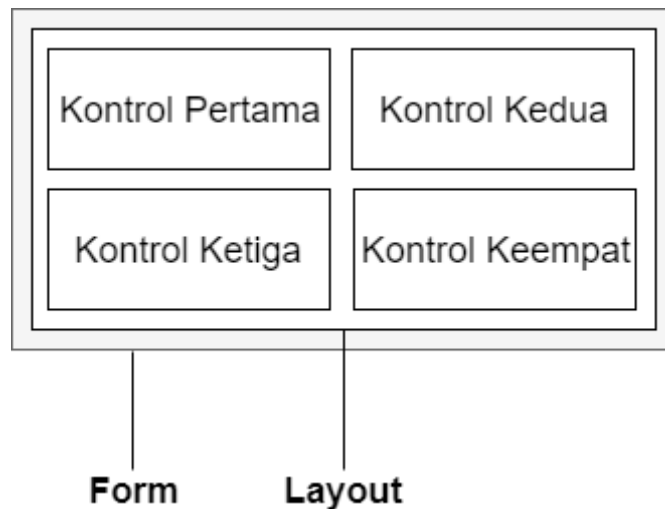 Kontrol Pertama
Kontrol Kedua
Kontrol Ketiga
Kontrol Keempat
Form
Layout